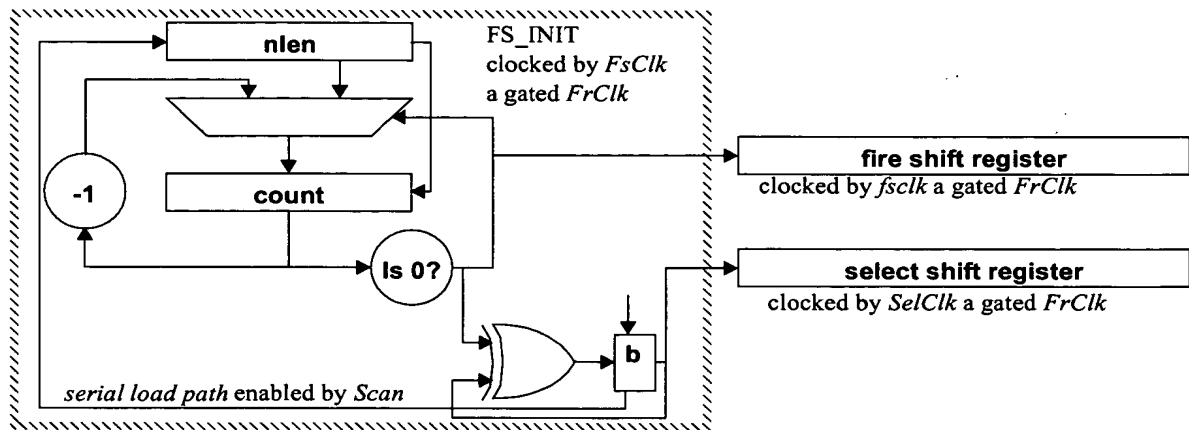 nlen
FS_INIT
clocked by FsClk
a gated FrClk
fire shift register
clocked by fsclk a gated FrClk
-1
count
Is 0?
select shift register
clocked by SelClk a gated FrClk
b
serial load path enabled by Scan